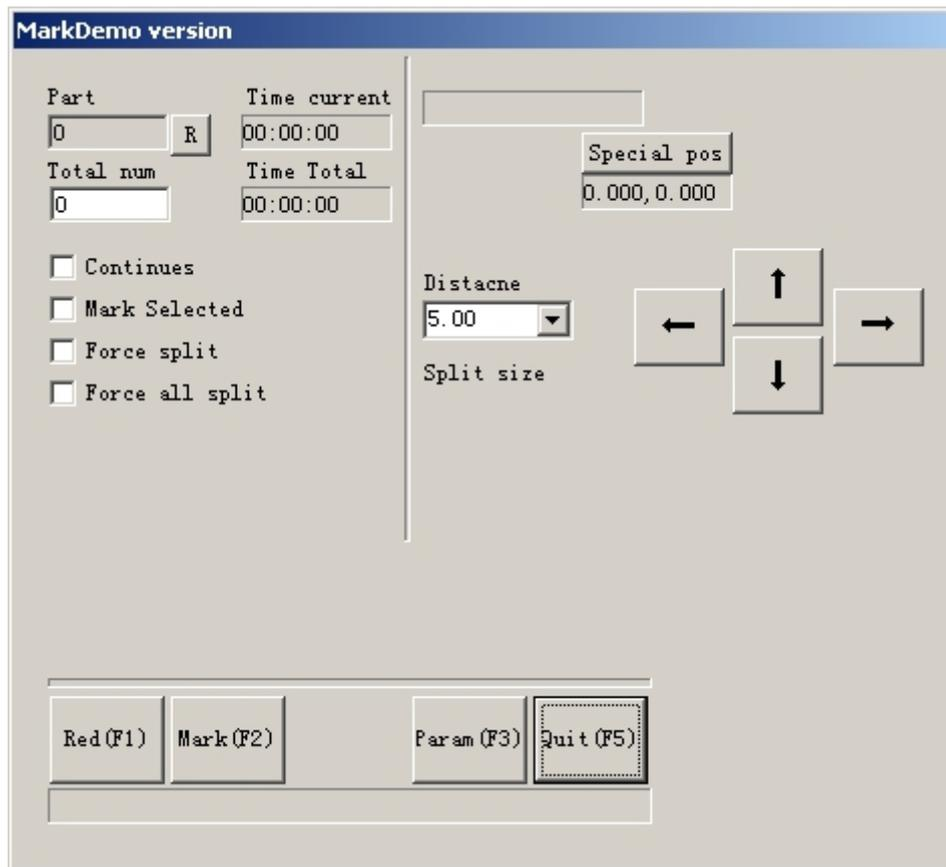 MarkDemo version
Part
Time current
0
R
00:00:00
Total num
Time Total
0
00:00:00
Continues
Mark Selected
Force split
Force all split
Special pos
0.000,0.000
Distacne
5.00
Split size
Red(F1)
Mark(F2)
Param(F3)
Quit(F5)